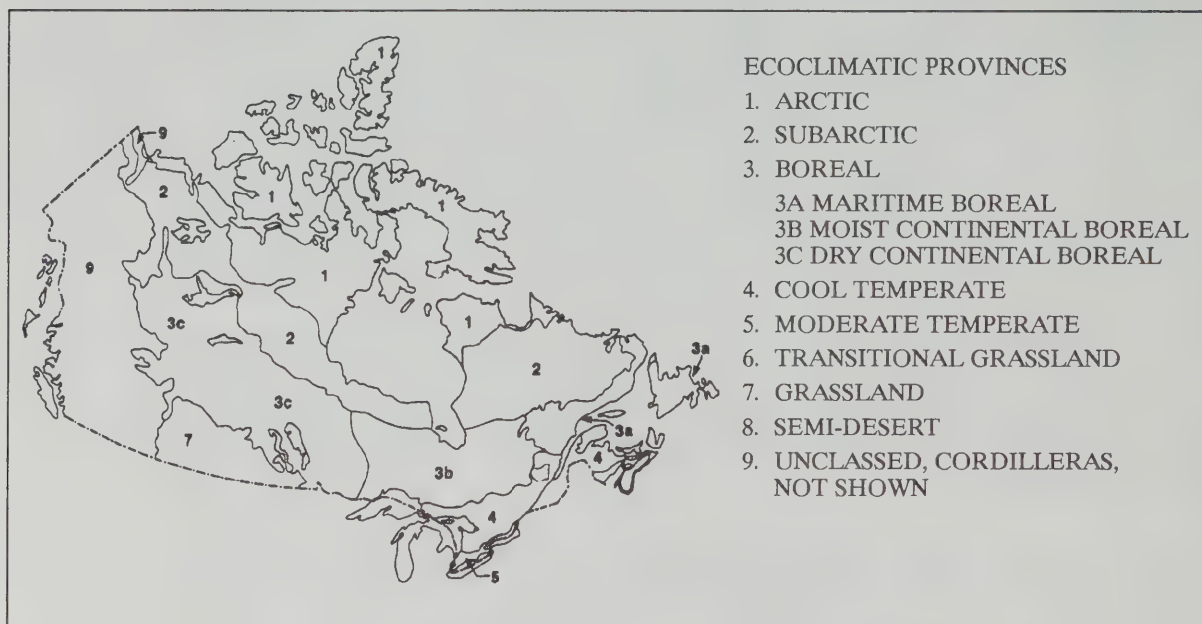 ECOCLIMATIC PROVINCES
1. ARCTIC
2. SUBARCTIC
3. BOREAL
3A MARITIME BOREAL
3B MOIST CONTINENTAL BOREAL
3C DRY CONTINENTAL BOREAL
4. COOL TEMPERATE
5. MODERATE TEMPERATE
6. TRANSITIONAL GRASSLAND
7. GRASSLAND
8. SEMI-DESERT
9. UNCLASSED, CORDILLERAS,
NOT SHOWN
1
9
2
1
1
9
1
3c
2
1
2
3a
3c
3a
7
4
3b
4
5